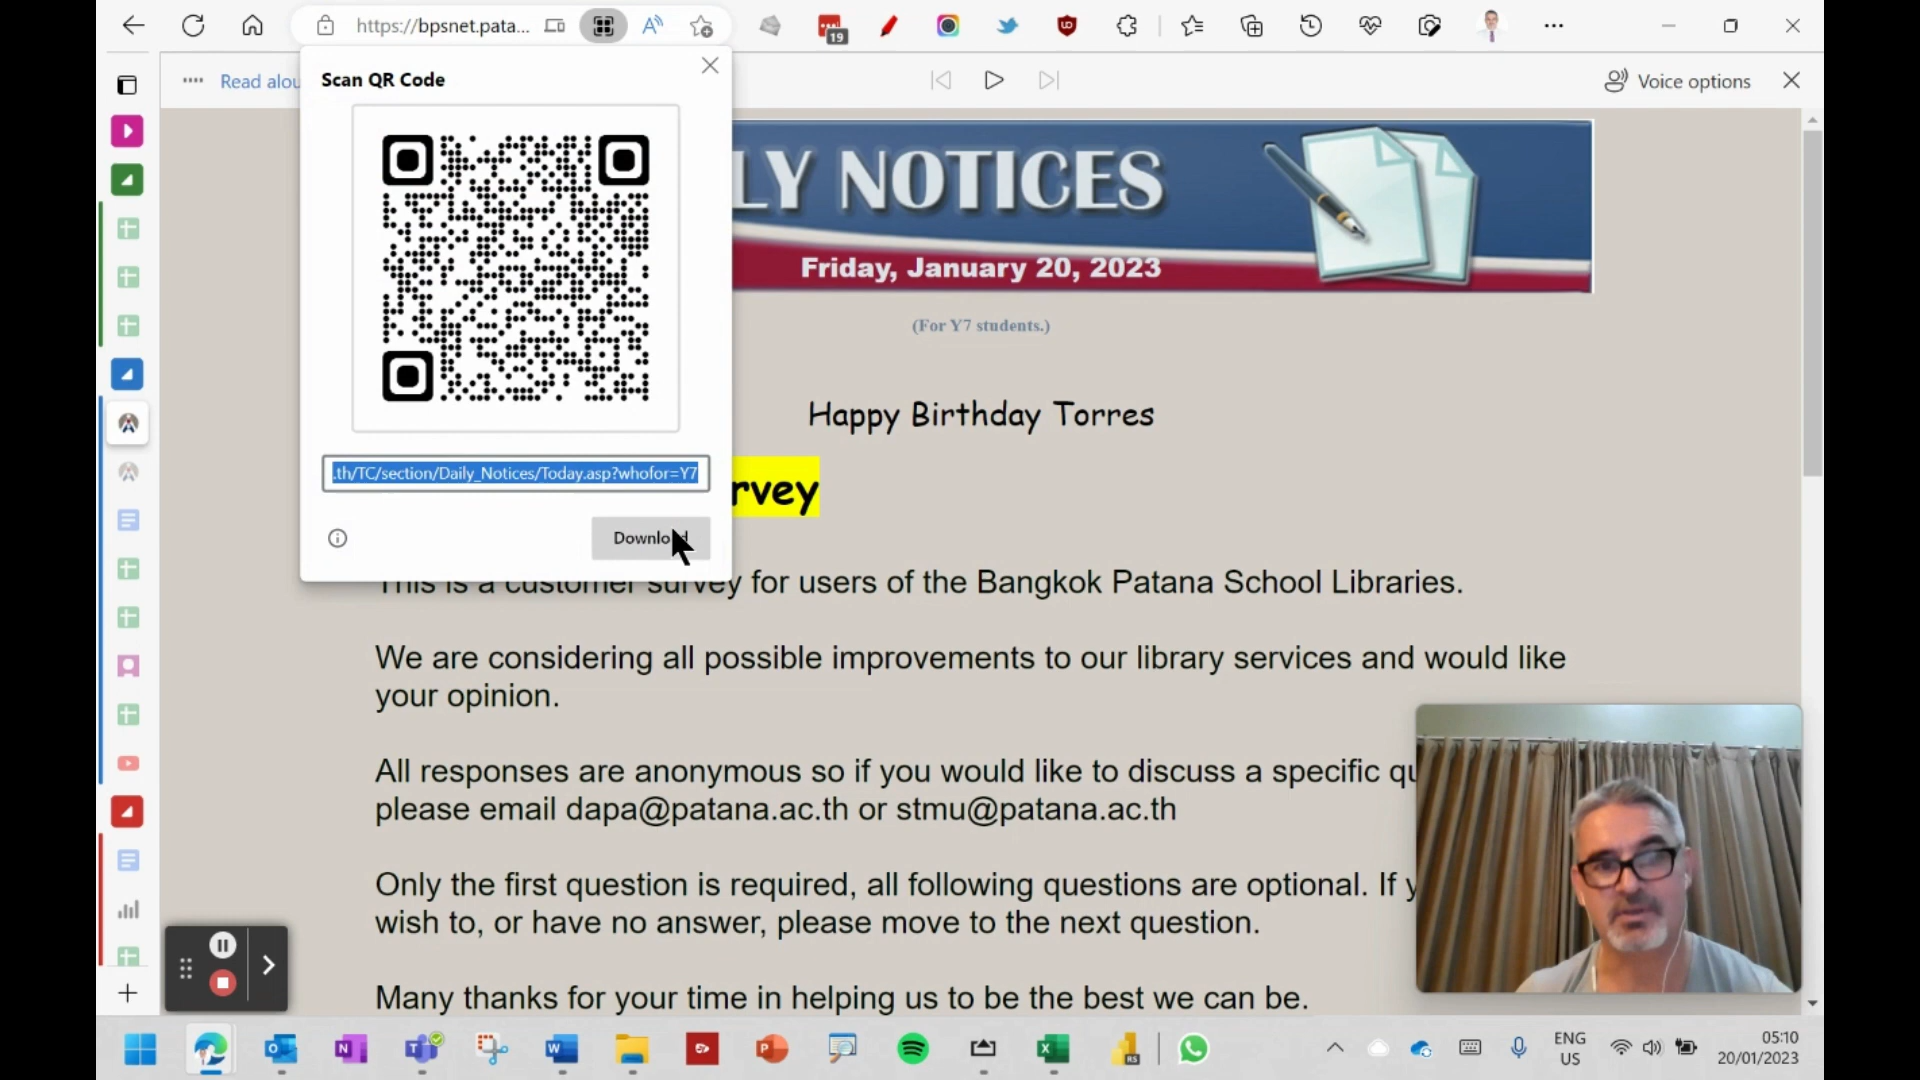 https://bpsnet.pata...
19
Scan QR Code
Read alou
Voice options
LY NOTICES
Friday, January 20, 2023
(For Y7 students.)
Happy Birthday Torres
.th/TC/section/Daily_Notices/Today.asp?whofor=Y7
rvey
Download
This is a customer survey for users of the Bangkok Patana School Libraries.
We are considering all possible improvements to our library services and would like
your opinion.
All responses are anonymous so if you would like to discuss a specific qu
please email dapa@patana.ac.th or stmu@patana.ac.th
Only the first question is required, all following questions are optional. If y
wish to, or have no answer, please move to the next question.
Many thanks for your time in helping us to be the best we can be.
ENG
US
05:10
20/01/2023